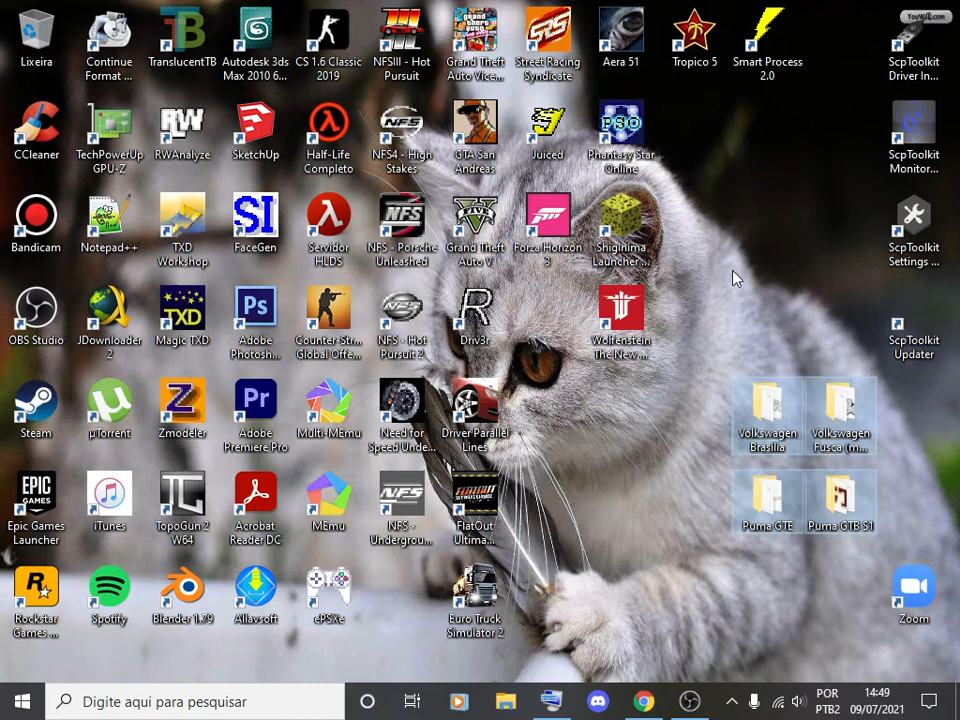 YouWa.com
Lixeira
Continue
Format ...
TranslucentTB
Autodesk 3ds
Max 2010 6...
CS 1.6 Classic
2019
NFSIII - Hot
Pursuit
Grand Theft
Auto Vice...
Street Racing
Syndicate
Aera 51
Tropico 5
Smart Process
2.0
ScpToolkit
Driver In...
CCleaner
TechPowerUp
GPU-Z
RWAnalyze
SketchUp
Half-Life
Completo
NFS4 - High
Stakes
GTA San
Andreas
Juiced
Phantasy Star
Online
ScpToolkit
Monitor...
Bandicam
Notepad++
TXD
Workshop
FaceGen
Servidor
HLDS
NFS - Porsche
Unleashed
Grand Theft
Auto V
Forza Horizon
3
Shiginima
Launcher ...
ScpToolkit
Settings ...
OBS Studio
JDownloader
2
Magic TXD
Adobe
Photosh...
Counter-Str...
Global Offe...
NFS - Hot
Pursuit 2
Driv3r
Wolfenstein
The New ...
ScpToolkit
Updater
Steam
µTorrent
Zmodeler
Adobe
Premiere Pro
Multi-MEmu
Need for
Speed Unde...
Driver Parallel
Lines
Volkswagen
Brasilia
Volkswagen
Fusca (m...
Epic Games
Launcher
iTunes
TopoGun 2
W64
Acrobat
Reader DC
MEmu
NFS -
Undergrou...
FlatOut
Ultima...
Puma GTE
Puma GTB S1
Rockstar
Games ...
Spotify
Blender 1.79
Allavsoft
ePSXe
Euro Truck
Simulator 2
Zoom
Digite aqui para pesquisar
POR
PTB2
14:49
09/07/2021